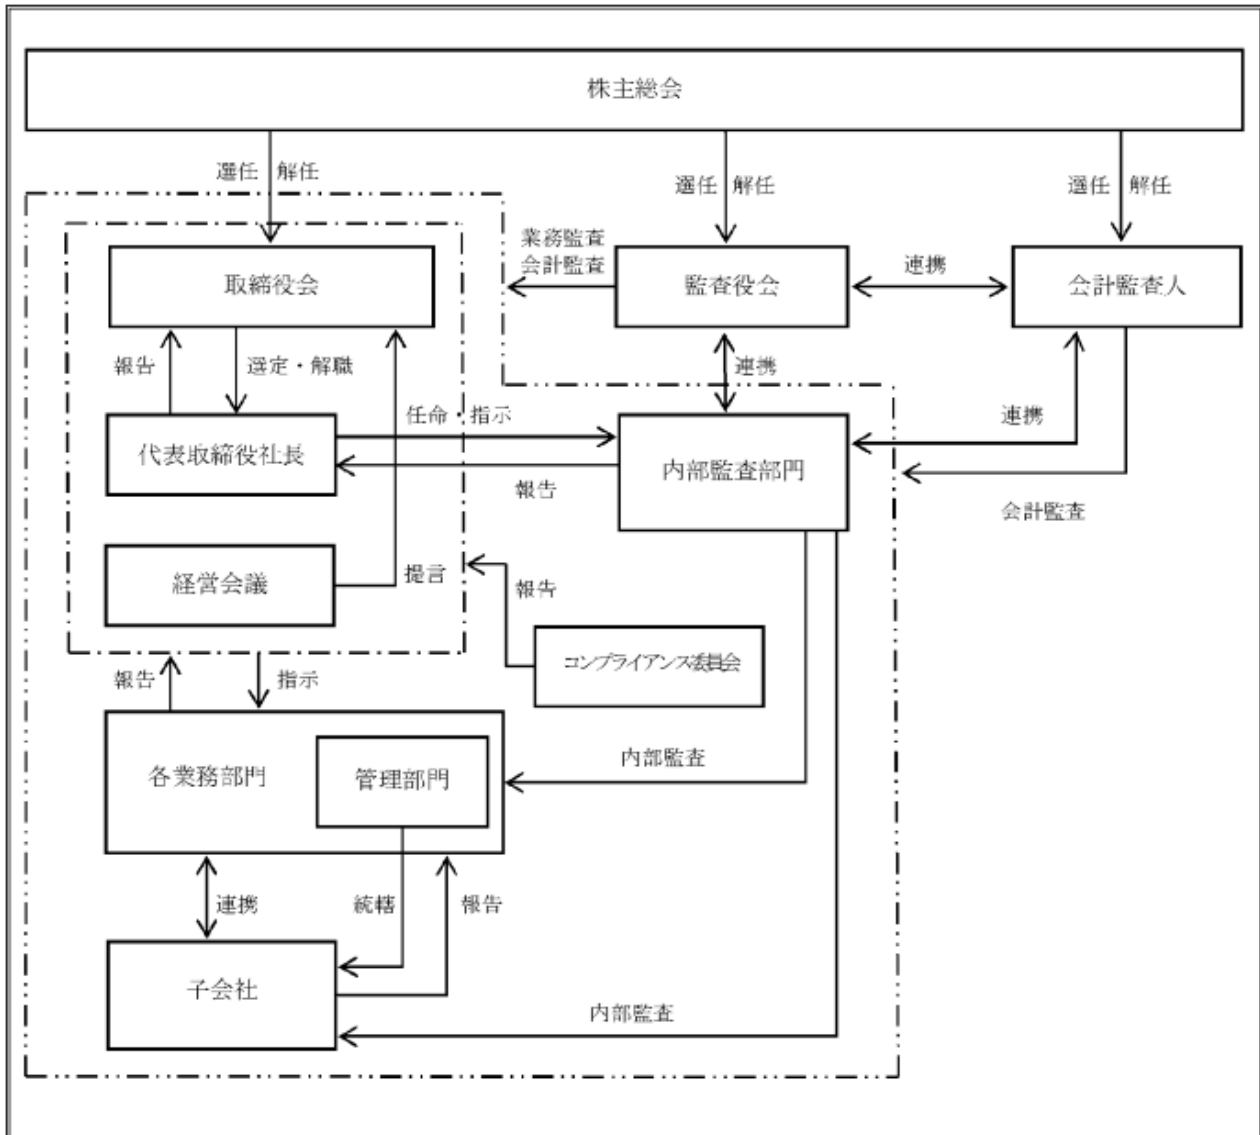 株主総会
選任 解任
選任 解任
選任 解任
業務監査
会計監査
取締役会
監査役会
連携
会計監査人
報告
選定・解職
連携
任命・指示
連携
代表取締役社長
内部監査部門
報告
会計監査
経営会議
提言
報告
コンプライアンス委員会
報告
指示
内部監査
各業務部門
管理部門
連携
統轄
報告
子会社
内部監査